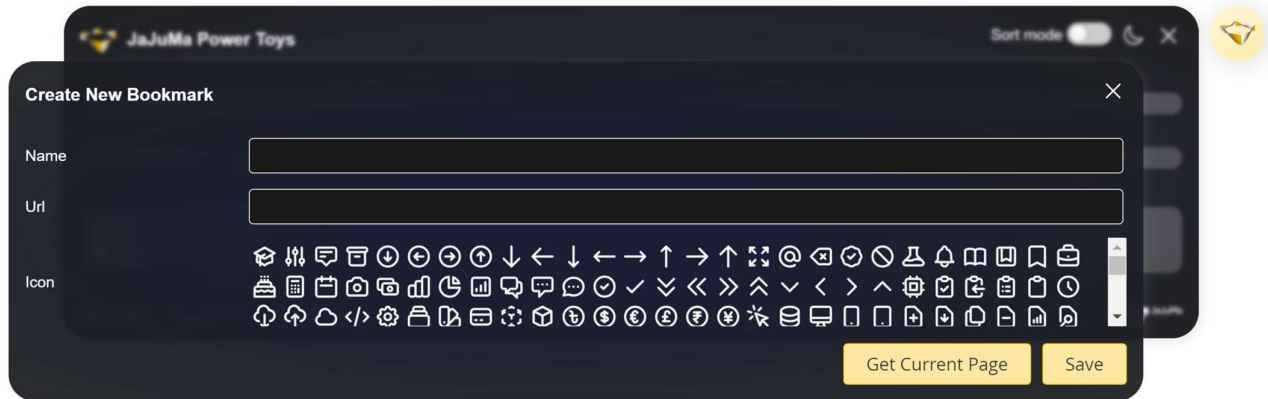 JaJuMa Power Toys
Sort mode
Create New Bookmark
Name
Url
Icon
Get Current Page
Save